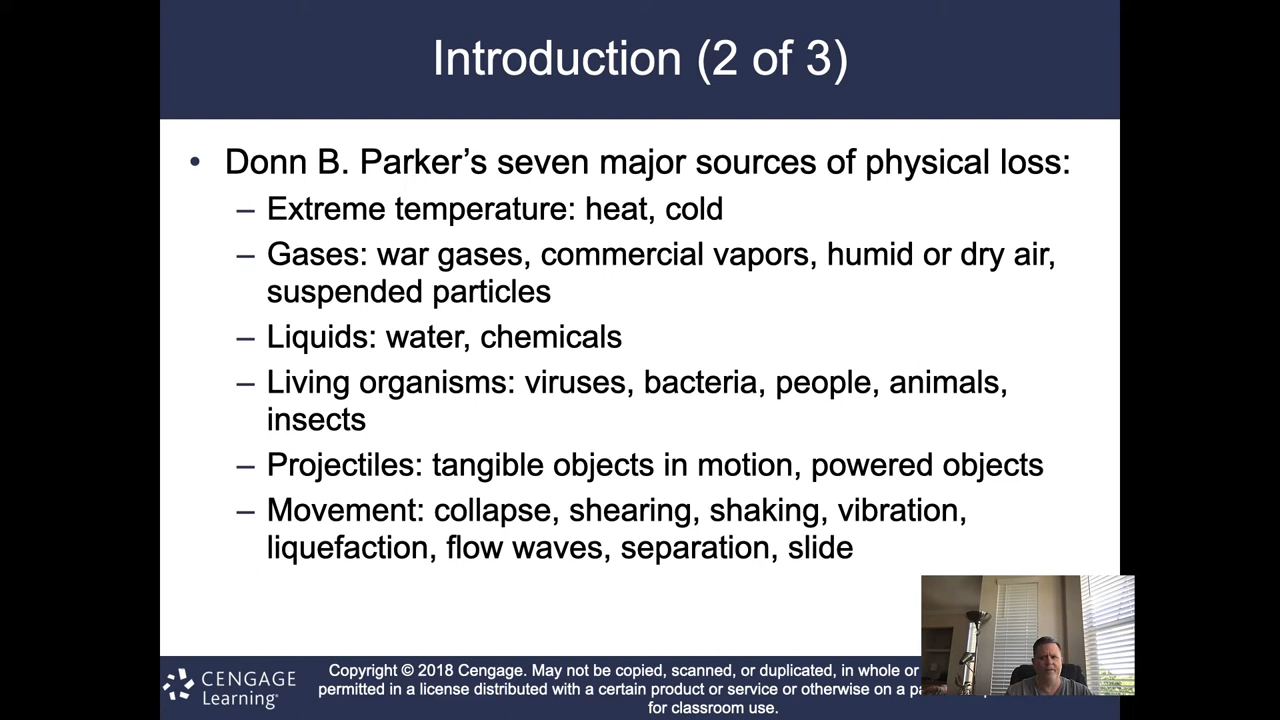 Introduction (2 of 3)
• Donn B. Parker’s seven major sources of physical loss:
– Extreme temperature: heat, cold
– Gases: war gases, commercial vapors, humid or dry air,
suspended particles
– Liquids: water, chemicals
– Living organisms: viruses, bacteria, people, animals,
insects
– Projectiles: tangible objects in motion, powered objects
– Movement: collapse, shearing, shaking, vibration,
liquefaction, flow waves, separation, slide
CENGAGE
Learning
Copyright © 2018 Cengage. May not be copied, scanned, or duplicated, in whole or
permitted in a license distributed with a certain product or service or otherwise on a
for classroom use.